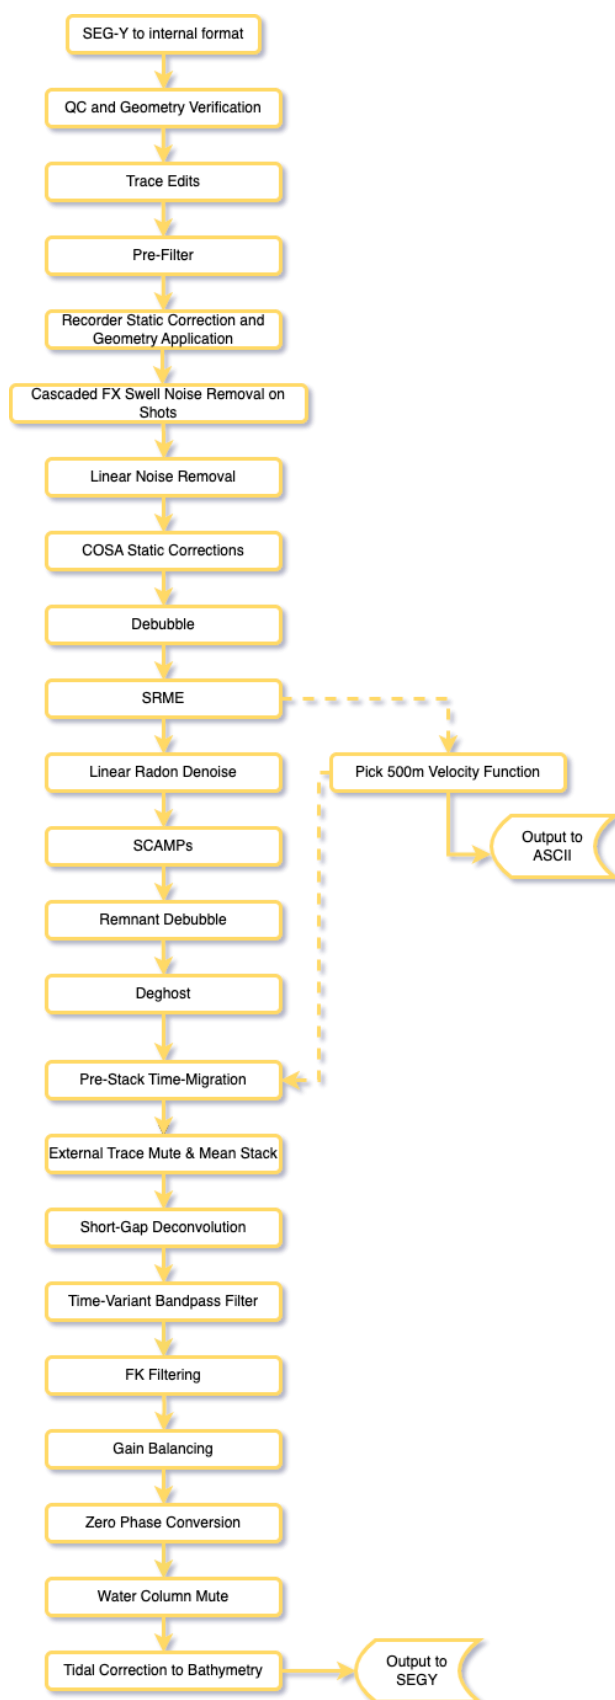 SEG-Y to internal format
QC and Geometry Verification
Trace Edits
Pre-Filter
Recorder Static Correction and
Geometry Application
Cascaded FX Swell Noise Removal on
Shots
Linear Noise Removal
COSA Static Corrections
Debubble
SRME
Linear Radon Denoise
Pick 500m Velocity Function
Output to
ASCII
SCAMPs
Remnant Debubble
Deghost
Pre-Stack Time-Migration
External Trace Mute & Mean Stack
Short-Gap Deconvolution
Time-Variant Bandpass Filter
FK Filtering
Gain Balancing
Zero Phase Conversion
Water Column Mute
Tidal Correction to Bathymetry
Output to
SEGY